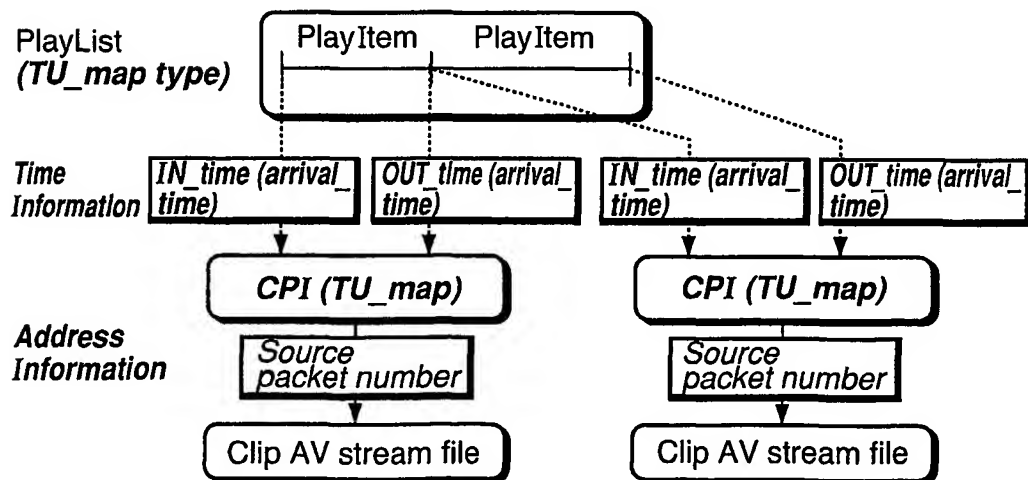 PlayItem PlayItem
PlayList
(TU_map type)
Time
Information
IN_time (arrival_
time)
OUT_time (arrival_
time)
IN_time (arrival_
time)
OUT_time (arrival_
time)
CPI (TU_map)
CPI (TU_map)
Address
Information
Source
packet number
Source
packet number
Clip AV stream file
Clip AV stream file